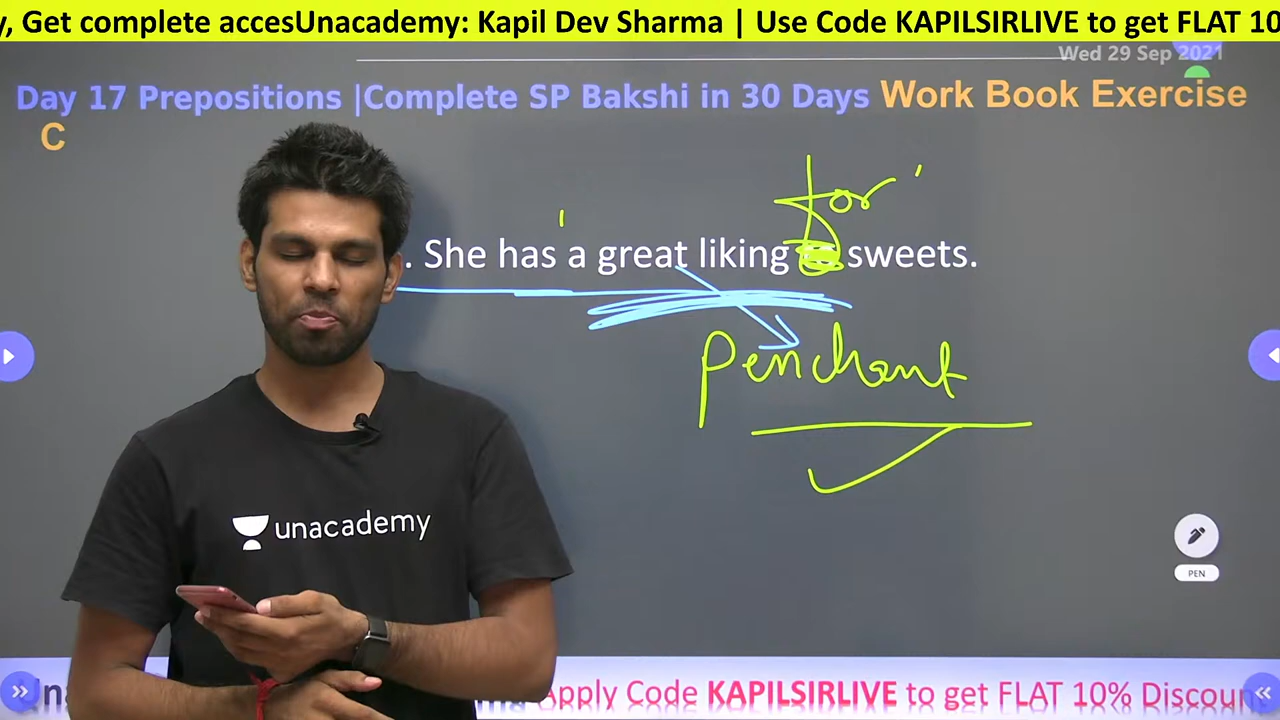 y, Get complete accesUnacademy: Kapil Dev Sharma | Use Code KAPILSIRLIVE to get FLAT 10
Wed 29 Sep 2021
Day 17 Prepositions |Complete SP Bakshi in 30 Days Work Book Exercise
C
for
. She has a great liking sweets.
Penchant
unacademy
PEN
Apply Code KAPILSIRLIVE to get FLAT 10% Discoun